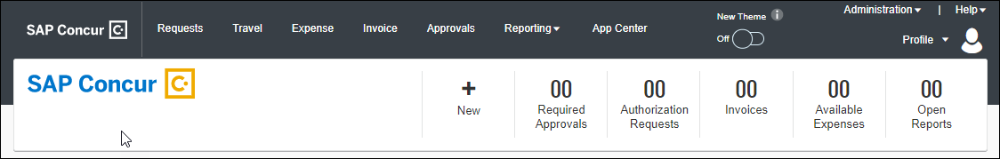 New Theme
Administration | Help
SAP Concur
Requests Travel Expense Invoice Approvals Reporting App Center
Off
Profile
SAP Concur
+ 00 00 00 00 00
New Required Authorization Invoices Available Open
Approvals Requests Expenses Reports